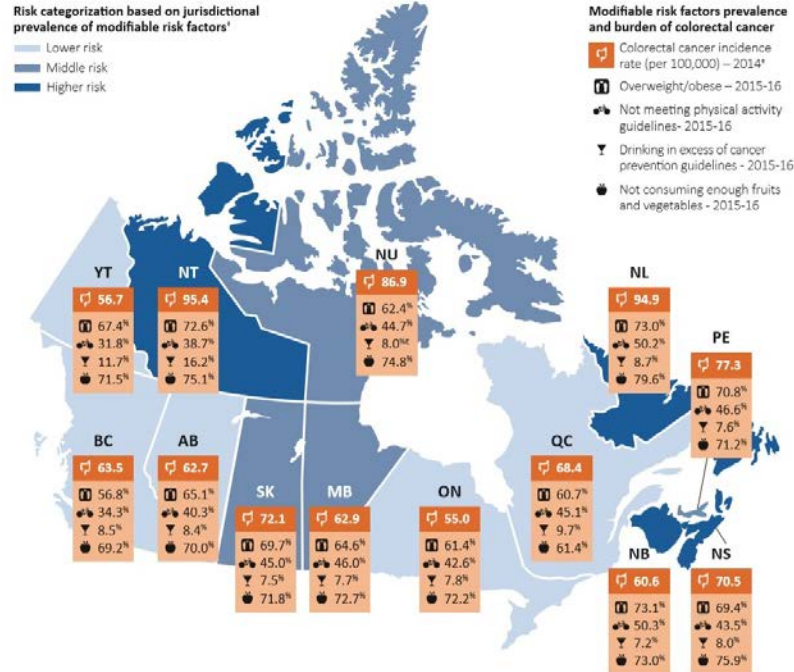 Risk categorization based on jurisdictional
prevalence of modifiable risk factors‡
Lower risk
Middle risk
Higher risk
Modifiable risk factors prevalence
and burden of colorectal cancer
Colorectal cancer incidence
rate (per 100,000) – 2014*
Overweight/obese – 2015-16
Not meeting physical activity
guidelines- 2015-16
Drinking in excess of cancer
prevention guidelines - 2015-16
Not consuming enough fruits
and vegetables - 2015-16
YT
56.7
67.4%
31.8%
11.7%
71.5%
NT
95.4
72.6%
38.7%
16.2%
75.1%
NU
86.9
62.4%
44.7%
8.0%E
74.8%
NL
94.9
73.0%
50.2%
8.7%
79.6%
PE
77.3
70.8%
46.6%
7.6%
71.2%
BC
63.5
56.8%
34.3%
8.5%
69.2%
AB
62.7
65.1%
40.3%
8.4%
70.0%
SK
72.1
69.7%
45.0%
7.5%
71.8%
MB
62.9
64.6%
46.0%
7.7%
72.7%
ON
55.0
61.4%
42.6%
7.8%
72.2%
QC
68.4
60.7%
45.1%
9.7%
61.4%
NB
60.6
73.1%
50.3%
7.2%
73.0%
NS
70.5
69.4%
43.5%
8.0%
75.9%